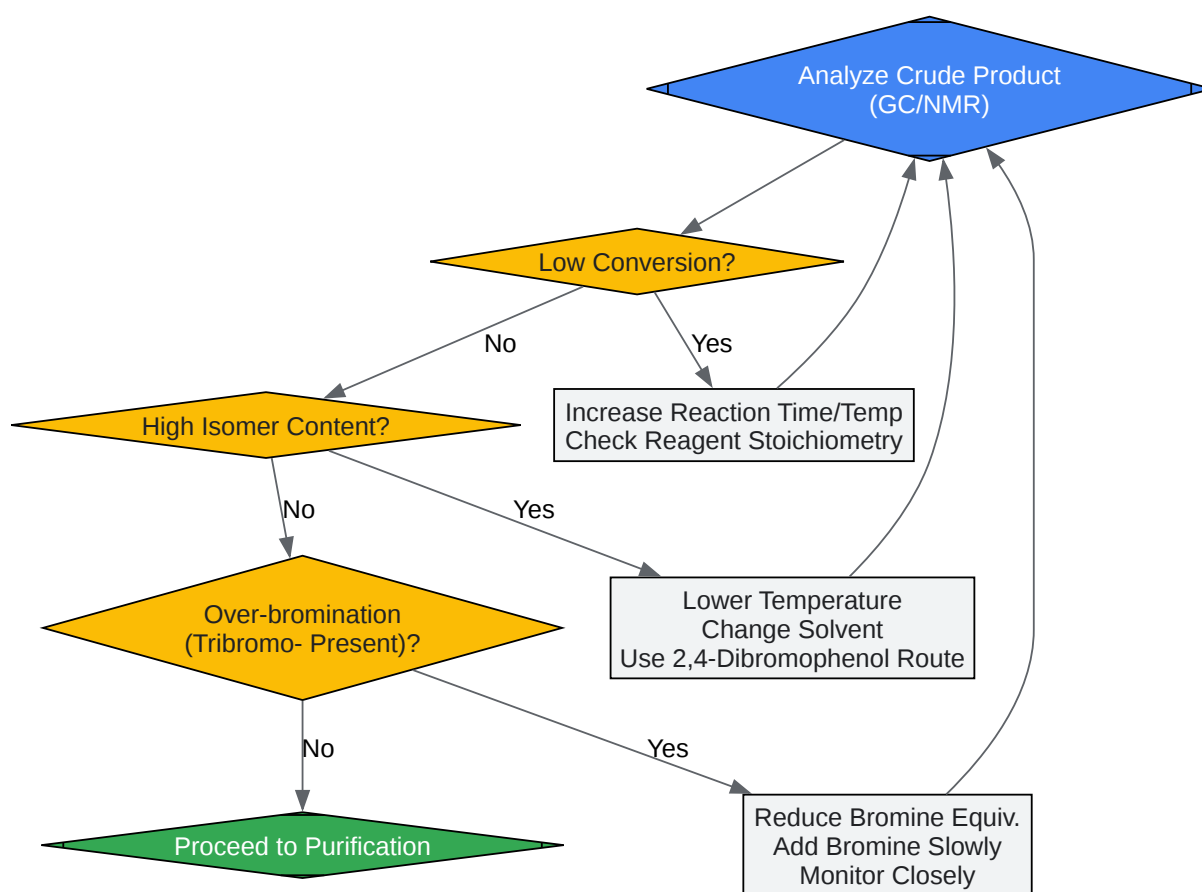 Analyze Crude Product
(GC/NMR)
Low Conversion?
No
Yes
Increase Reaction Time/Temp
Check Reagent Stoichiometry
High Isomer Content?
No
Yes
Lower Temperature
Change Solvent
Use 2,4-Dibromophenol Route
Over-bromination
(Tribromo- Present)?
No
Yes
Proceed to Purification
Reduce Bromine Equiv.
Add Bromine Slowly
Monitor Closely